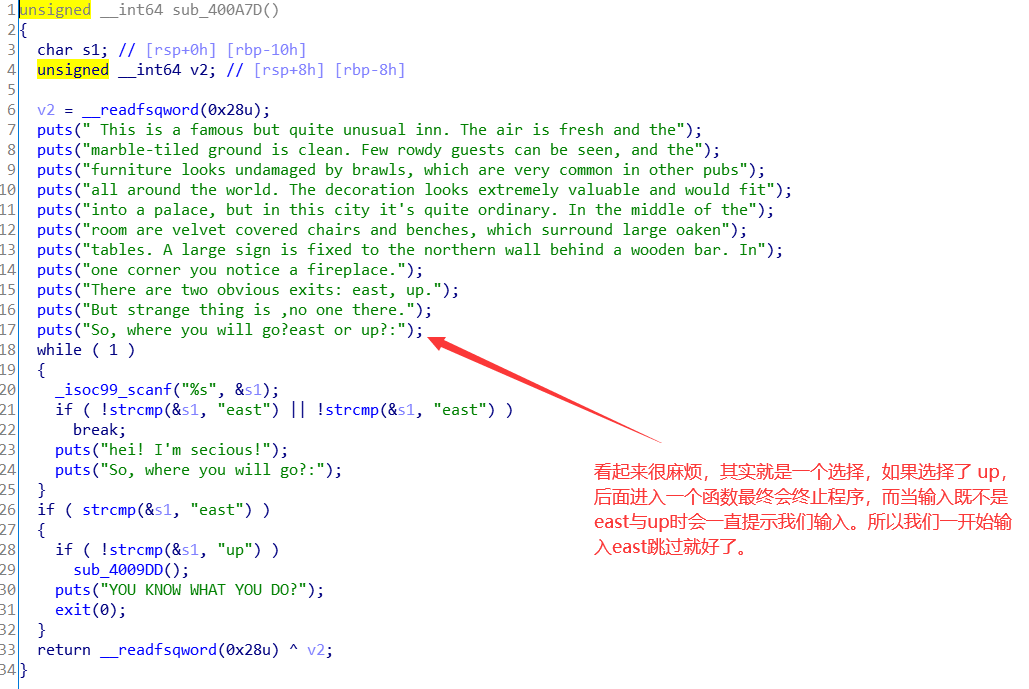 1 unsigned __int64 sub_400A7D()
2 {
3 char s1; // [rsp+0h] [rbp-10h]
4 unsigned __int64 v2; // [rsp+8h] [rbp-8h]
5
6 v2 = __readfsqword(0x28u);
7 puts(" This is a famous but quite unusual inn. The air is fresh and the");
8 puts("marble-tiled ground is clean. Few rowdy guests can be seen, and the");
9 puts("furniture looks undamaged by brawls, which are very common in other pubs");
10 puts("all around the world. The decoration looks extremely valuable and would fit");
11 puts("into a palace, but in this city it's quite ordinary. In the middle of the");
12 puts("room are velvet covered chairs and benches, which surround large oaken");
13 puts("tables. A large sign is fixed to the northern wall behind a wooden bar. In");
14 puts("one corner you notice a fireplace.");
15 puts("There are two obvious exits: east, up.");
16 puts("But strange thing is ,no one there.");
17 puts("So, where you will go?east or up?:");
18 while ( 1 )
19 {
20 _isoc99_scanf("%s", &s1);
21 if ( !strcmp(&s1, "east") || !strcmp(&s1, "east") )
22 break;
23 puts("hei! I'm secious!");
24 puts("So, where you will go?:");
25 }
26 if ( strcmp(&s1, "east") )
27 {
28 if ( !strcmp(&s1, "up") )
29 sub_4009DD();
30 puts("YOU KNOW WHAT YOU DO?");
31 exit(0);
32 }
33 return __readfsqword(0x28u) ^ v2;
34 }
看起来很麻烦，其实就是一个选择，如果选择了 up，
后面进入一个函数最终会终止程序，而当输入既不是
east与up时会一直提示我们输入。所以我们一开始输
入east跳过就好了。